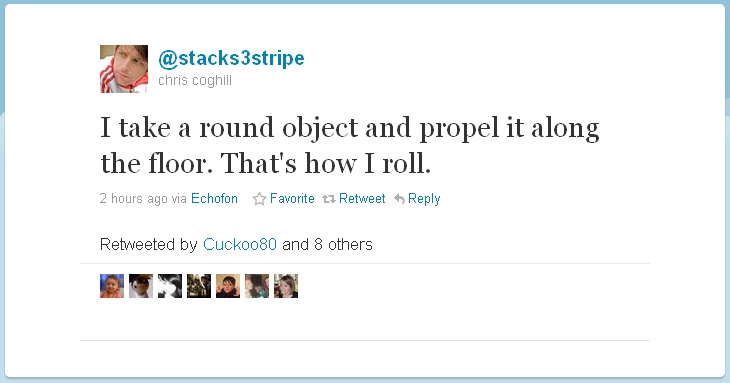 @stacks3stripe
chris coghill
I take a round object and propel it along
the floor. That's how I roll.
2 hours ago via Echofon Favorite Retweet Reply
Retweeted by Cuckoo80 and 8 others